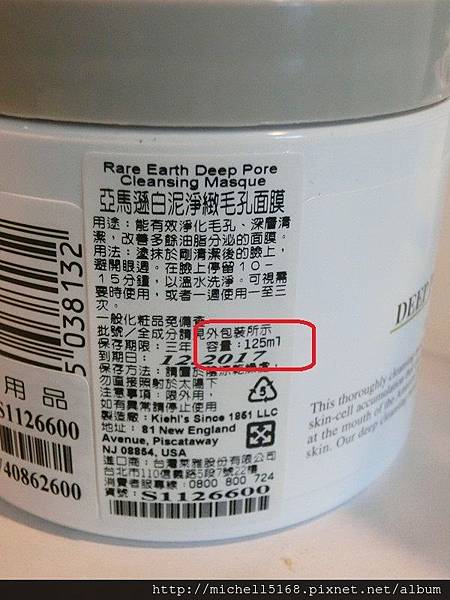 Rare Earth Deep Pore
Cleansing Masque
亞馬遜白泥淨緻毛孔面膜
用途：能有效淨化毛孔、深層清
潔，改善多餘油脂分泌的面膜。
用法：塗抹於剛清潔後的臉上，
避開眼週。在臉上停留10-
15分鐘，以溫水洗淨。可視需
要時使用，或者一週使用一至三
次。
一般化粧品免備查
批號／全成分請見外包裝所示
保存期限：三年 容量：125ml
到期日： 12 2017
保存方法：請置於陰涼乾燥處，
勿直接照射於太陽下
注意事項：限外用，
如有異常請停止使用
製造廠：Kiehl's Since 1851 LLC
地址：81 New England
Avenue, Piscataway
NJ 08854, USA
進口商：台灣萊雅股份有限公司
台北市110信義路5段7號22樓
消費者服專線：0800 800 724
貨號：S1126600
5 038132
用品
S1126600
740862600
DEEP
This thoroughly cleansing
skin-cell accumulation
at the mouth of the
skin. Our deep
http://michell5168.pixnet.net/album